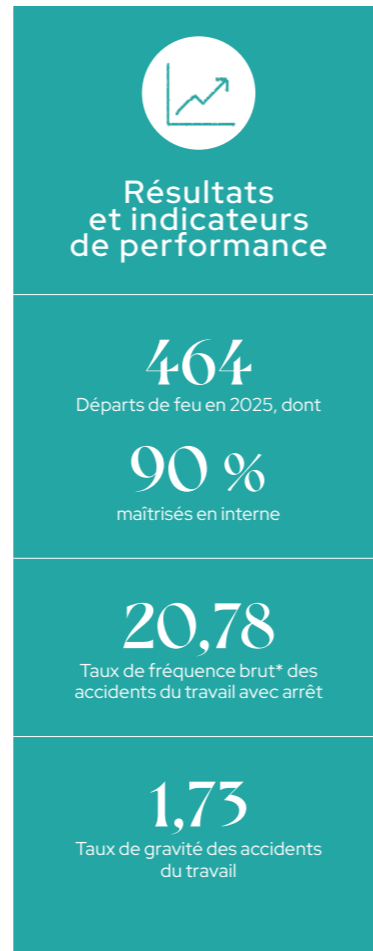 Résultats
et indicateurs
de performance
464
Départs de feu en 2025, dont
90 %
maîtrisés en interne
20,78
Taux de fréquence brut* des
accidents du travail avec arrêt
1,73
Taux de gravité des accidents
du travail